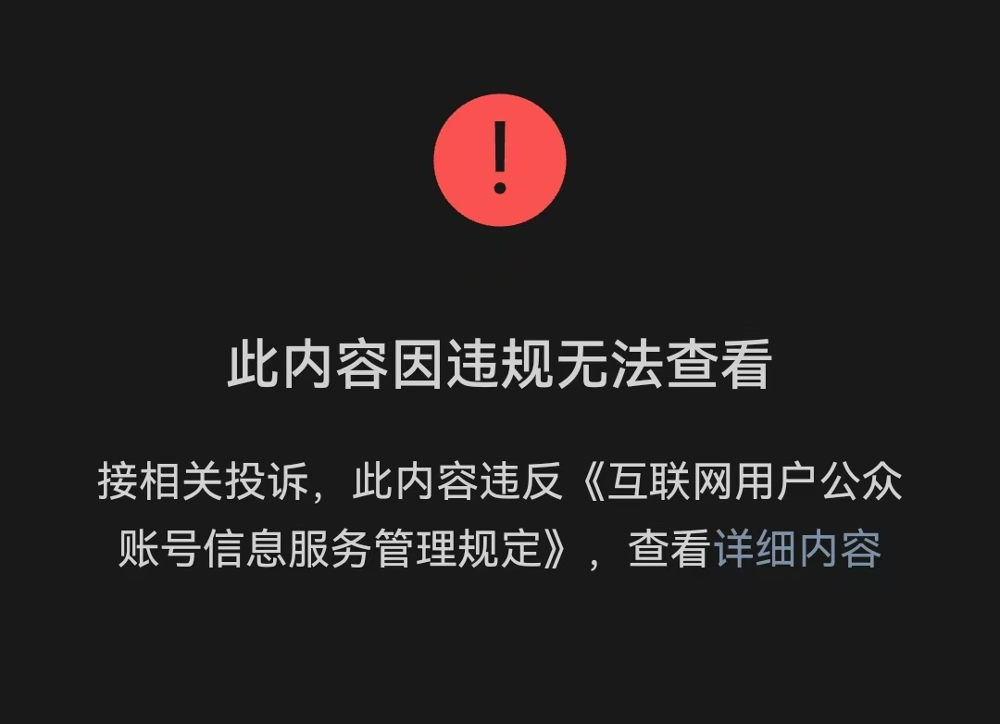 此内容因违规无法查看
接相关投诉，此内容违反《互联网用户公众
账号信息服务管理规定》，查看详细内容